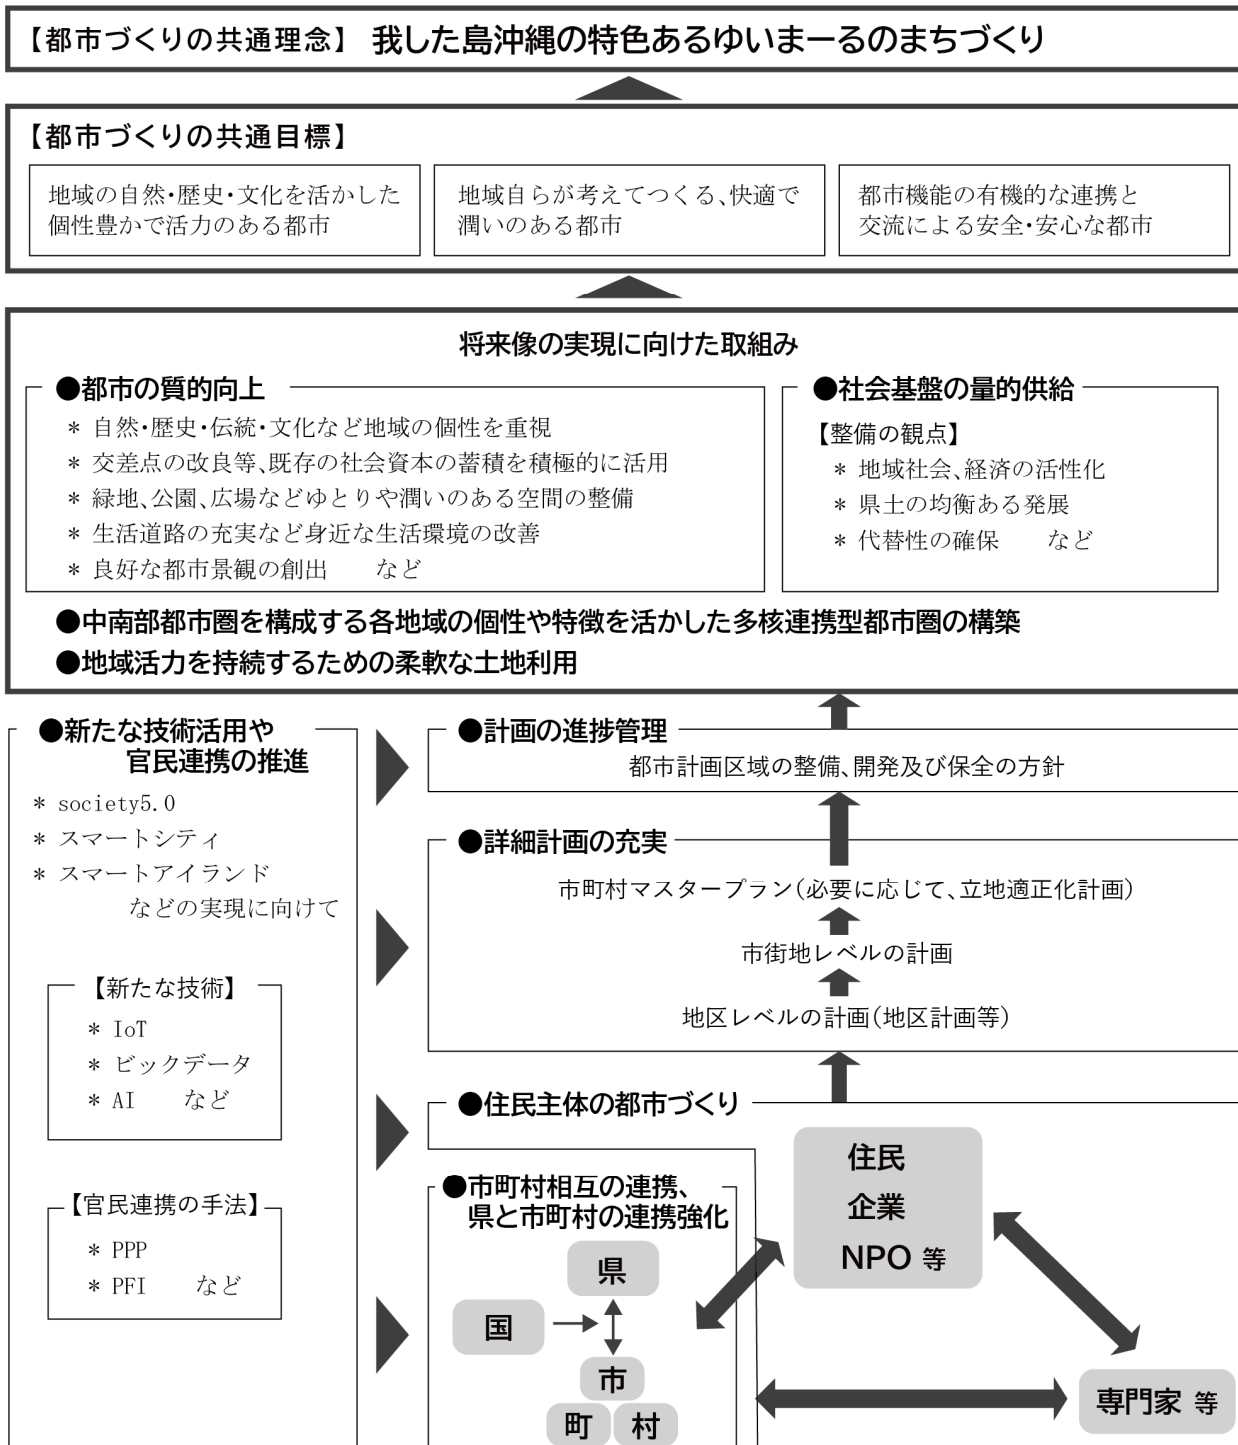 【都市づくりの共通理念】 我した島沖縄の特色あるゆいまーるのまちづくり
【都市づくりの共通目標】
地域の自然・歴史・文化を活かした
個性豊かで活力のある都市
地域自らが考えてつくる、快適で
潤いのある都市
都市機能の有機的な連携と
交流による安全・安心な都市
将来像の実現に向けた取組み
●都市の質的向上
* 自然・歴史・伝統・文化など地域の個性を重視
* 交差点の改良等、既存の社会資本の蓄積を積極的に活用
* 緑地、公園、広場などゆとりや潤いのある空間の整備
* 生活道路の充実など身近な生活環境の改善
* 良好な都市景観の創出　など
●社会基盤の量的供給
【整備の観点】
* 地域社会、経済の活性化
* 県土の均衡ある発展
* 代替性の確保　など
●中南部都市圏を構成する各地域の個性や特徴を活かした多核連携型都市圏の構築
●地域活力を持続するための柔軟な土地利用
●新たな技術活用や
官民連携の推進
* society5.0
* スマートシティ
* スマートアイランド
などの実現に向けて
【新たな技術】
* IoT
* ビックデータ
* AI　など
【官民連携の手法】
* PPP
* PFI　など
●計画の進捗管理
都市計画区域の整備、開発及び保全の方針
●詳細計画の充実
市町村マスタープラン(必要に応じて、立地適正化計画)
市街地レベルの計画
地区レベルの計画(地区計画等)
●住民主体の都市づくり
住民
企業
NPO 等
●市町村相互の連携、
県と市町村の連携強化
県
国
市
町 村
専門家 等